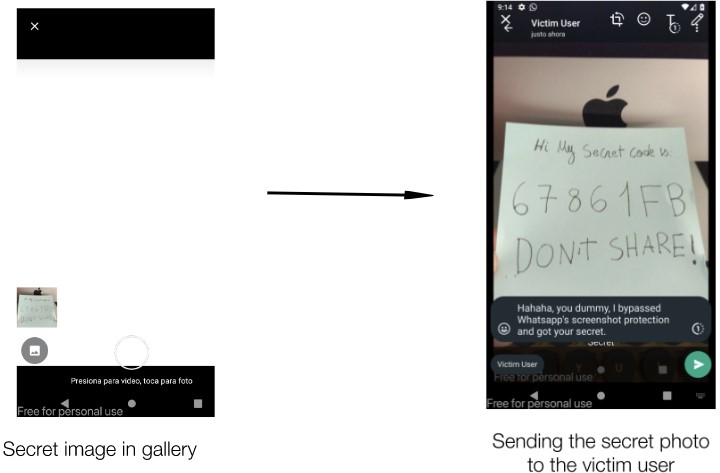 Presiona para video, toca para foto
Free for personal use
Secret image in gallery
9:14
Victim User
justo ahora
Hi My Secret code is:
67861FB
DON'T SHARE!
Hahaha, you dummy, I bypassed
Whatsapp's screenshot protection
and got your secret.
Secret
Victim User
Free for personal use
Free for personal use
Sending the secret photo
to the victim user